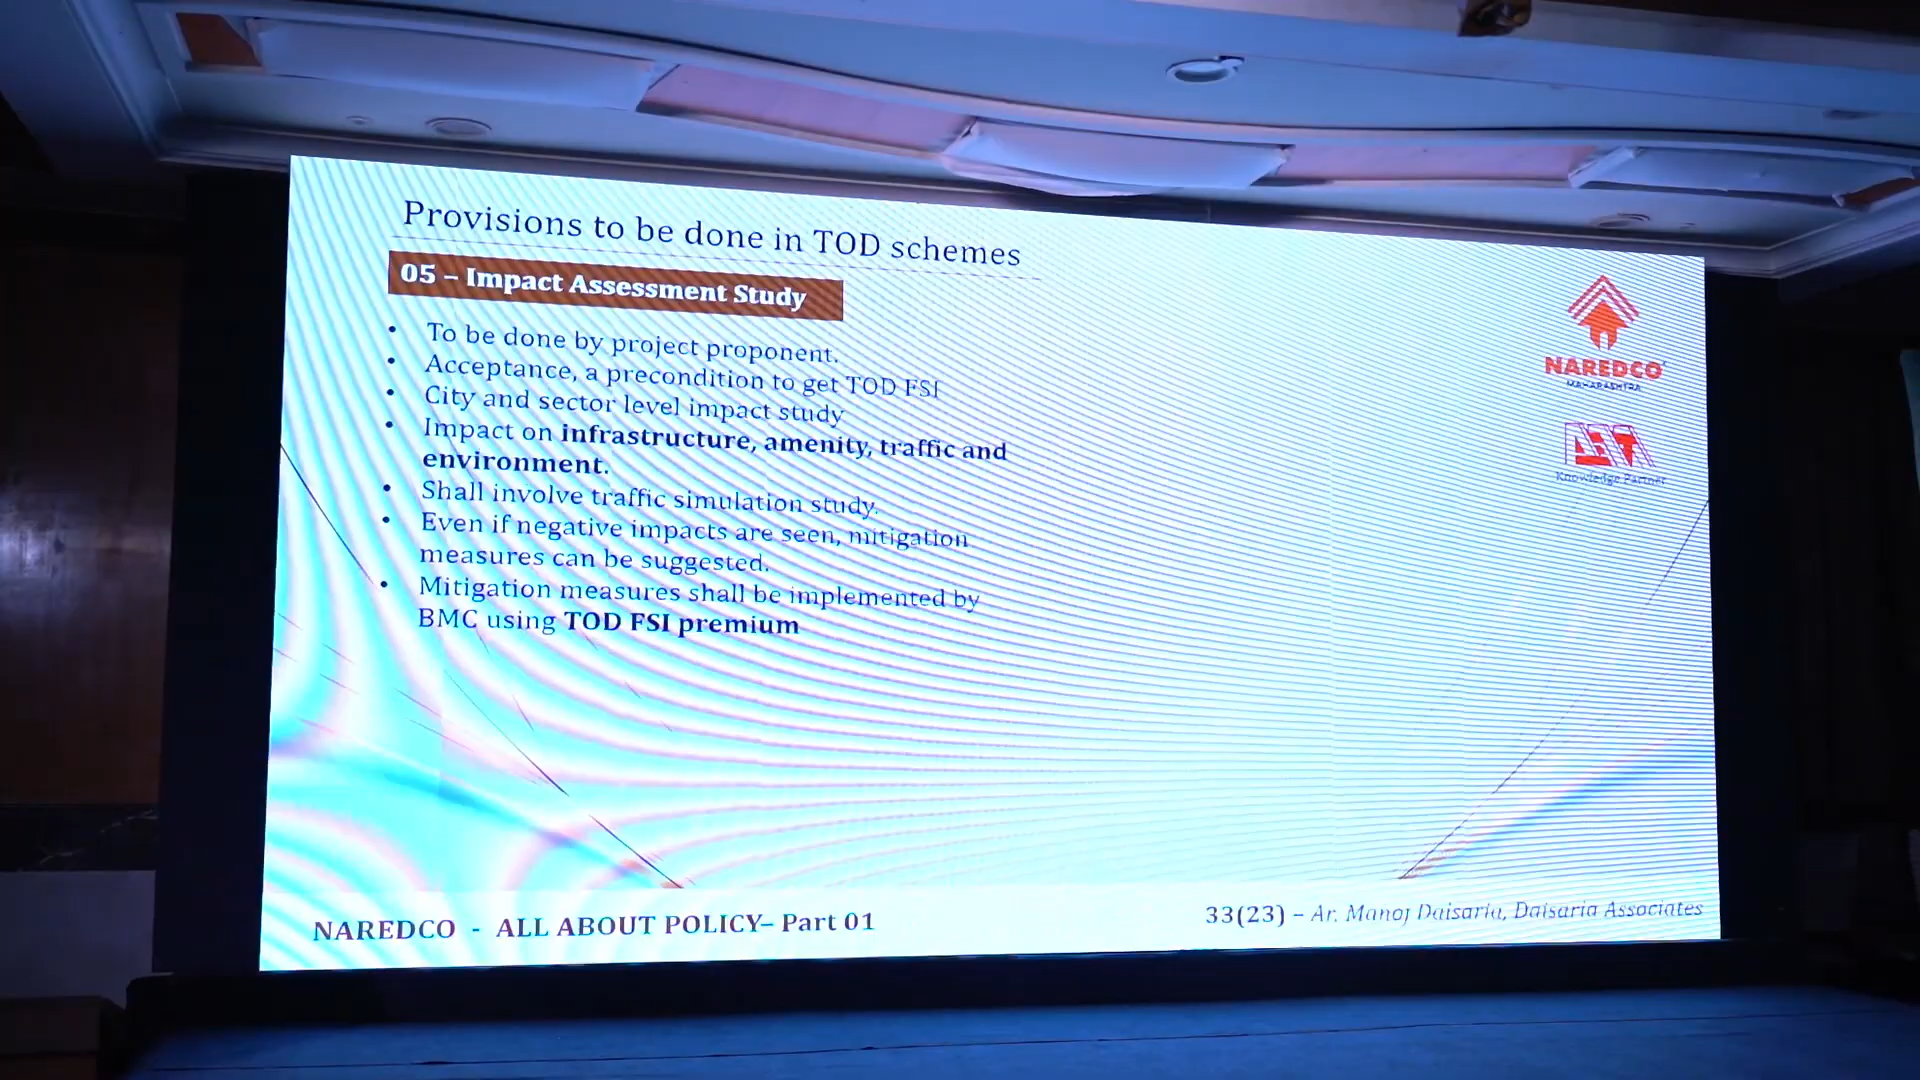 Provisions to be done in TOD schemes
05 – Impact Assessment Study
• To be done by project proponent.
• Acceptance, a precondition to get TOD FSI
• City and sector level impact study
• Impact on infrastructure, amenity, traffic and
environment.
• Shall involve traffic simulation study.
• Even if negative impacts are seen, mitigation
measures can be suggested.
• Mitigation measures shall be implemented by
BMC using TOD FSI premium
NAREDCO
MAHARASHTRA
Knowledge Partner
NAREDCO - ALL ABOUT POLICY– Part 01
33(23) – Ar. Manoj Daisaria, Daisaria Associates